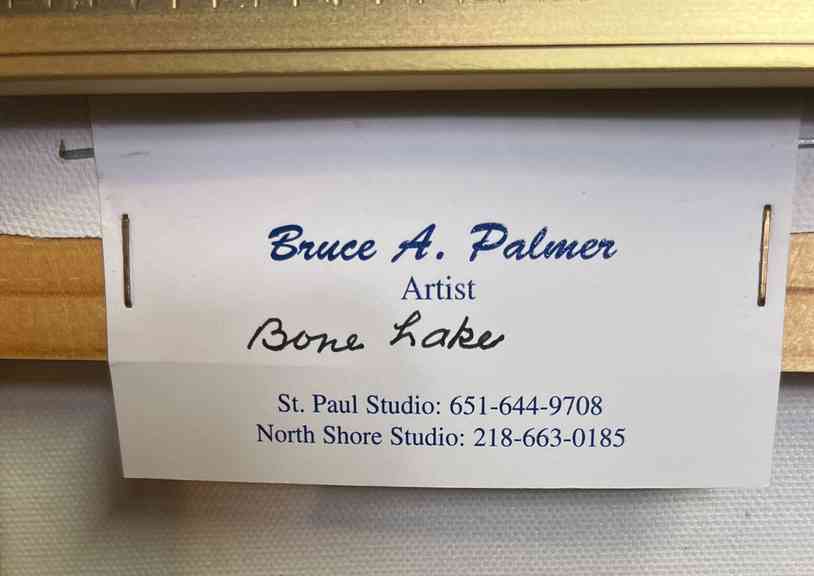 Bruce A. Palmer
Artist
Bone Lake
St. Paul Studio: 651-644-9708
North Shore Studio: 218-663-0185